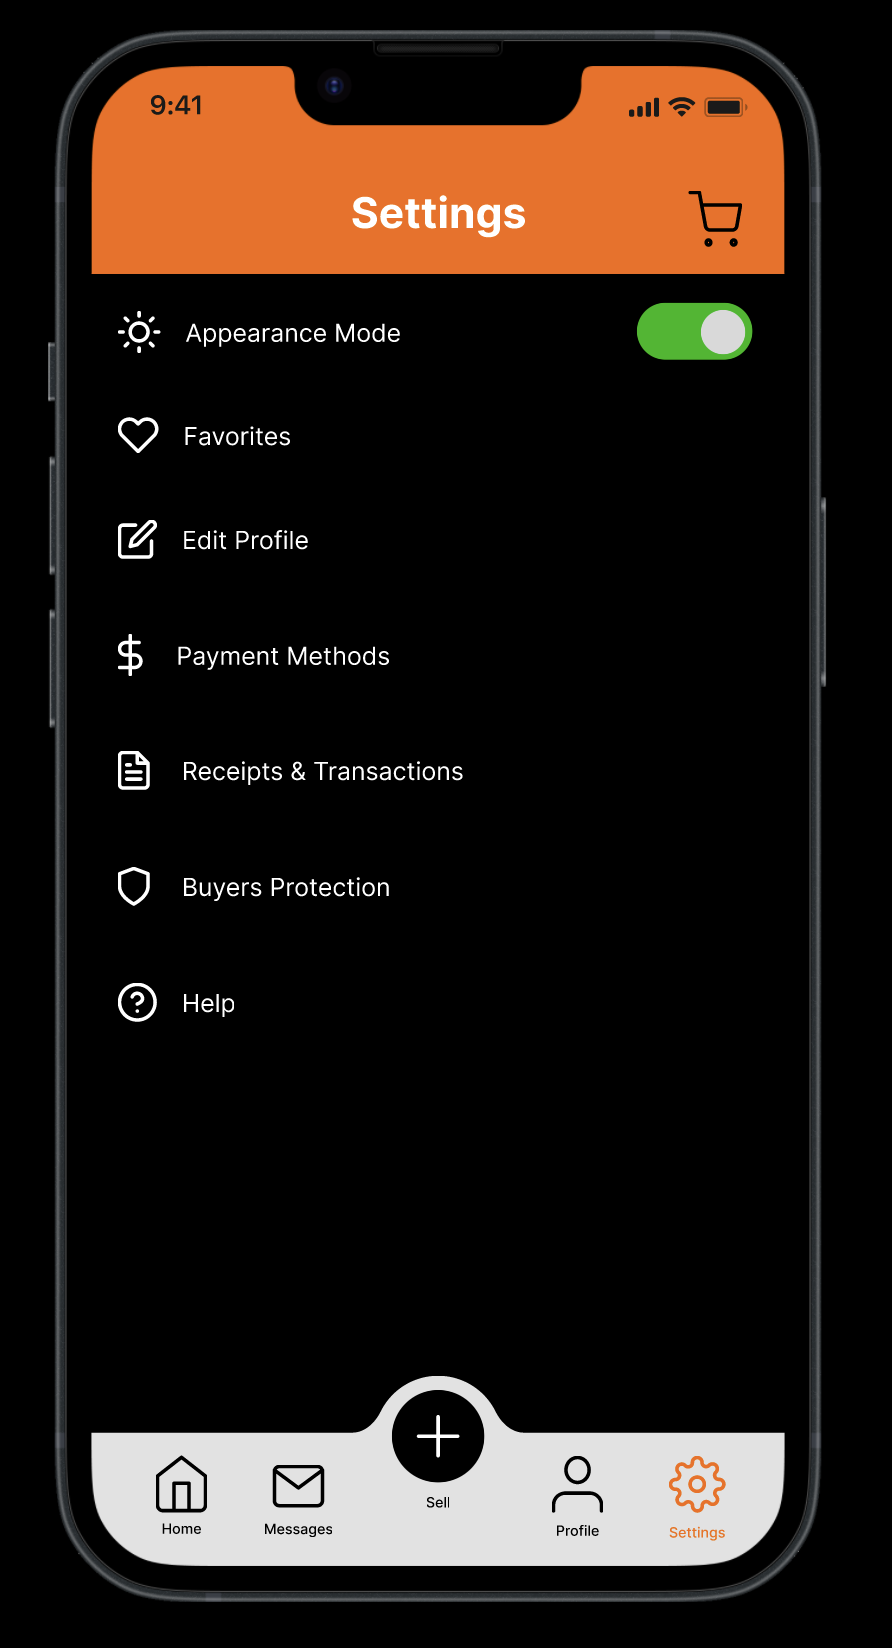 9:41
Settings
Appearance Mode
Favorites
Edit Profile
Payment Methods
Receipts & Transactions
Buyers Protection
Help
Home
Messages
Sell
Profile
Settings